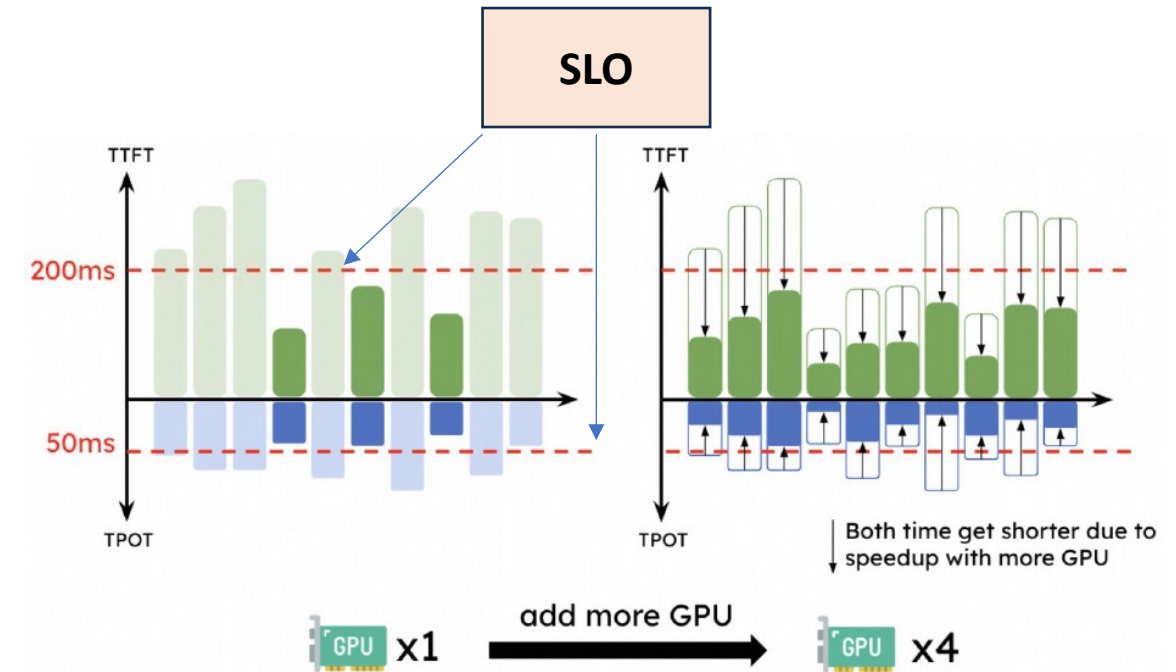 SLO
TTFT
TTFT
200ms
50ms
TPOT
TPOT
Both time get shorter due to
speedup with more GPU
add more GPU
GPU x1
GPU x4